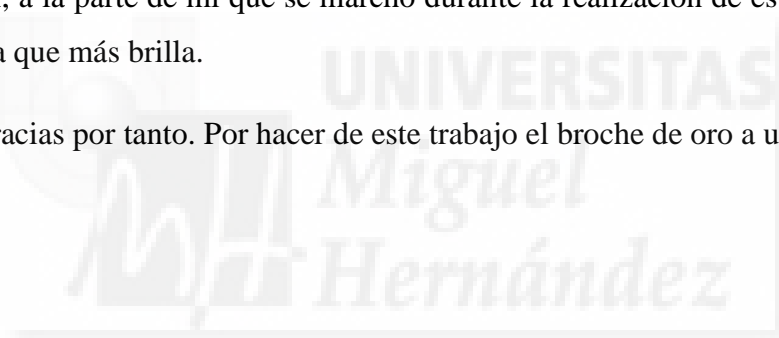 , a la parte de mí que se marchó durante la realización de es
a que más brilla.
racias por tanto. Por hacer de este trabajo el broche de oro a u
UNIVERSITAS
Miguel
Hernández